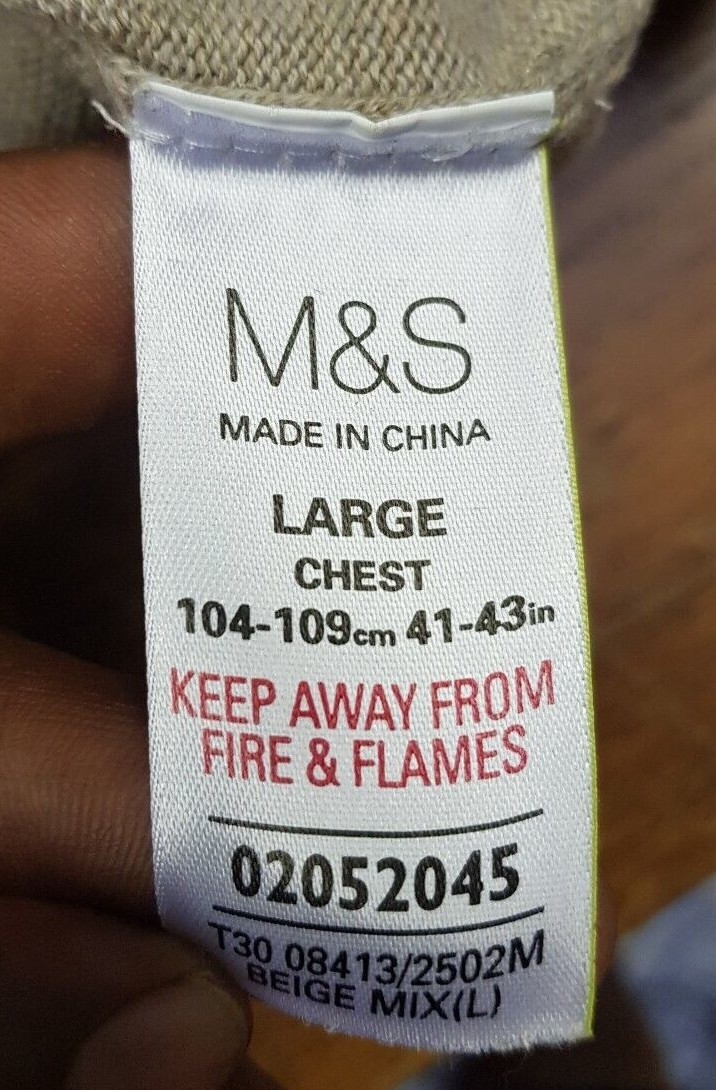 M&S
MADE IN CHINA
LARGE
CHEST
104-109cm 41-43in
KEEP AWAY FROM
FIRE & FLAMES
02052045
T30 08413/2502M
BEIGE MIX(L)